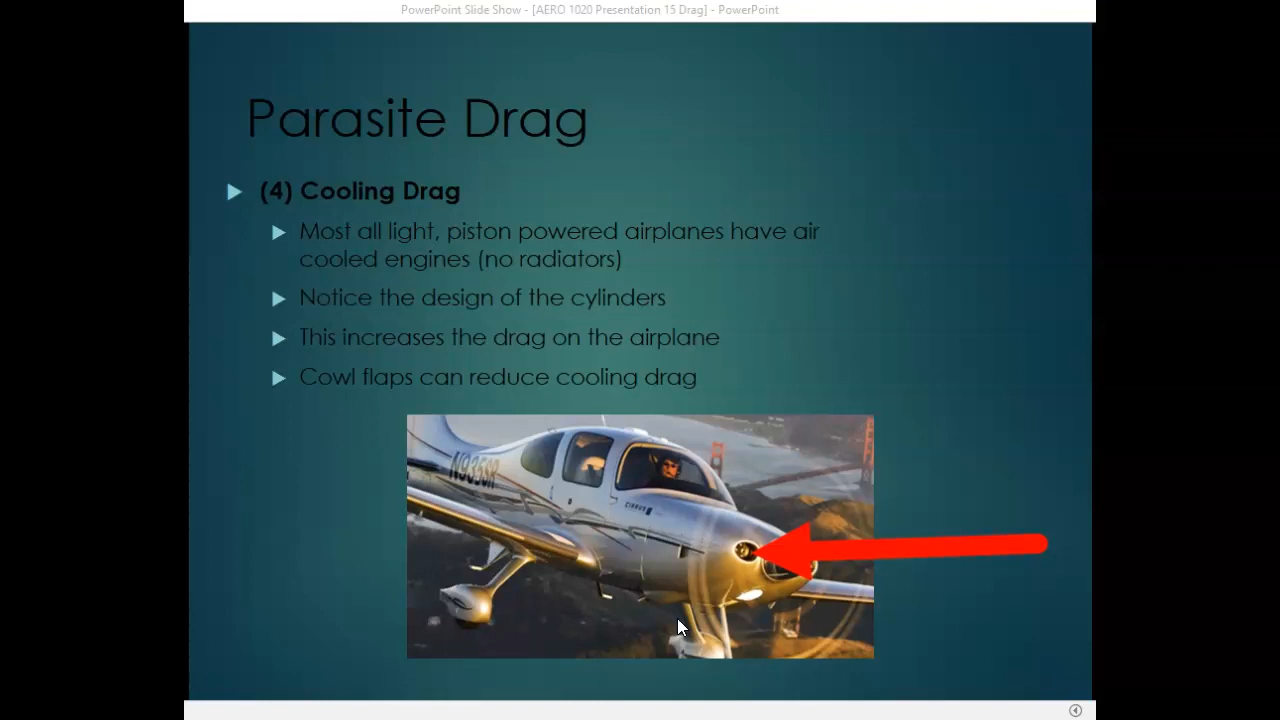 PowerPoint Slide Show - [AERO 1020 Presentation 15 Drag] - PowerPoint
Parasite Drag
(4) Cooling Drag
Most all light, piston powered airplanes have air
cooled engines (no radiators)
Notice the design of the cylinders
This increases the drag on the airplane
Cowl flaps can reduce cooling drag
CIRRUS